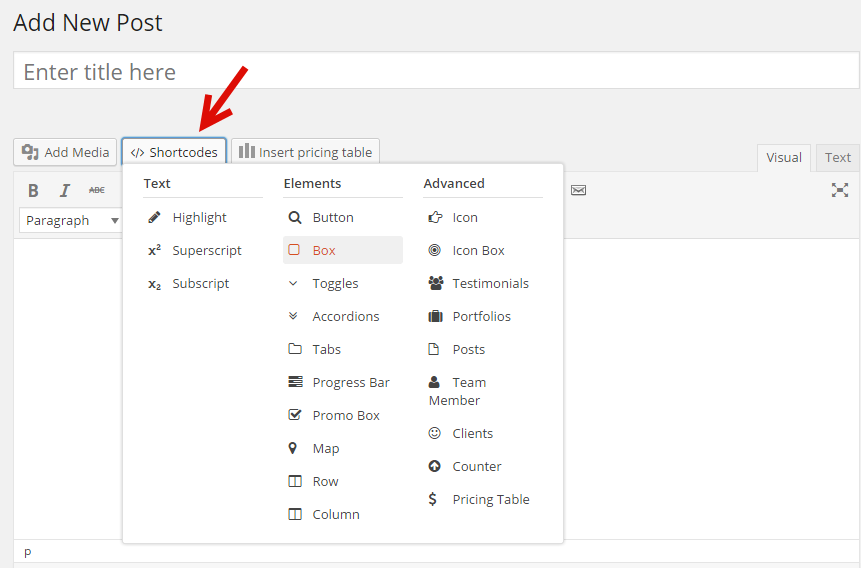 Add New Post
Enter title here
Add Media
Shortcodes
Insert pricing table
Visual
Text
B
I
ABC
Paragraph
Text
Highlight
x² Superscript
x₂ Subscript
Elements
Button
Box
Toggles
Accordions
Tabs
Progress Bar
Promo Box
Map
Row
Column
Advanced
Icon
Icon Box
Testimonials
Portfolios
Posts
Team
Member
Clients
Counter
$ Pricing Table
p